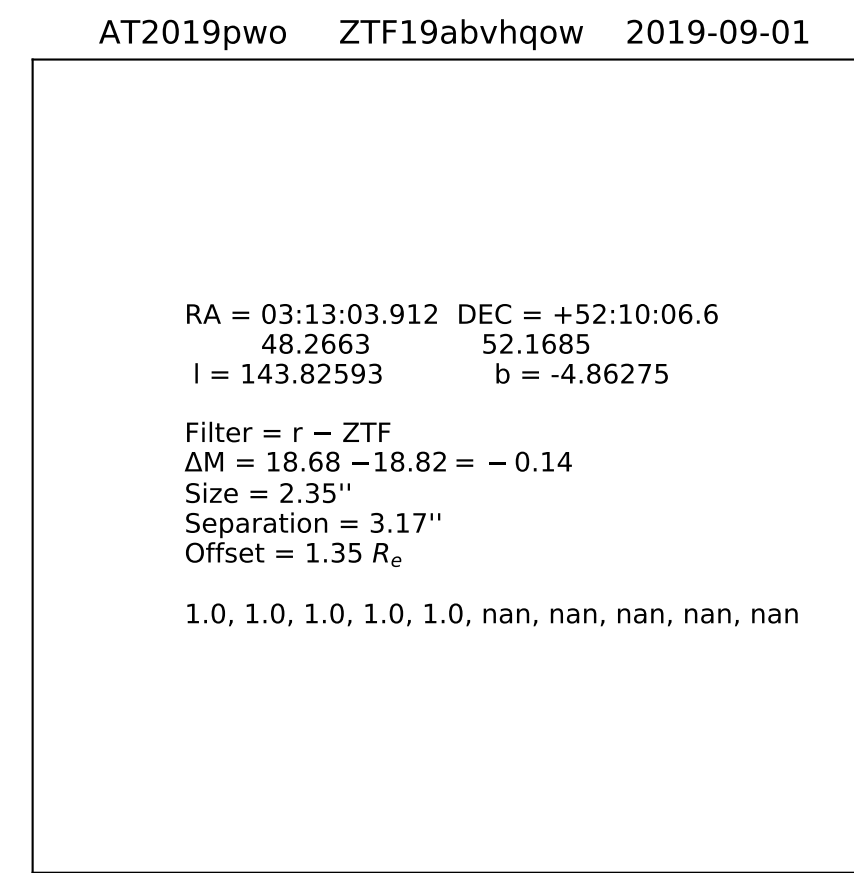 AT2019pwo ZTF19abvhqow 2019-09-01
RA = 03:13:03.912 DEC = +52:10:06.6
48.2663 52.1685
l = 143.82593 b = -4.86275
Filter = r − ZTF
ΔM = 18.68 −18.82 = − 0.14
Size = 2.35''
Separation = 3.17''
Offset = 1.35 Rₑ
1.0, 1.0, 1.0, 1.0, 1.0, nan, nan, nan, nan, nan